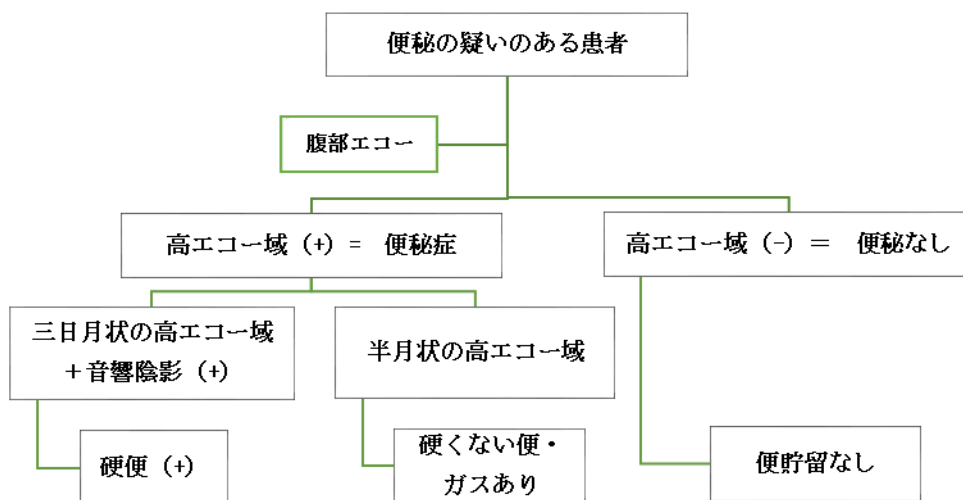 便秘の疑いのある患者
腹部エコー
高エコー域 (+) = 便秘症
高エコー域 (-) = 便秘なし
三日月状の高エコー域
+音響陰影 (+)
半月状の高エコー域
硬便 (+)
硬くない便・
ガスあり
便貯留なし